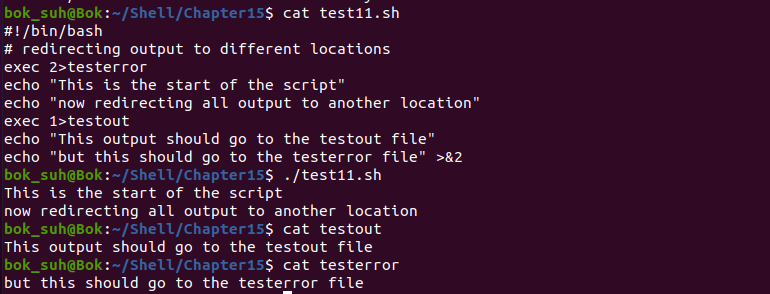 bok_suh@Bok:~/Shell/Chapter15$ cat test11.sh
#!/bin/bash
# redirecting output to different locations
exec 2>testerror
echo "This is the start of the script"
echo "now redirecting all output to another location"
exec 1>testout
echo "This output should go to the testout file"
echo "but this should go to the testerror file" >&2
bok_suh@Bok:~/Shell/Chapter15$ ./test11.sh
This is the start of the script
now redirecting all output to another location
bok_suh@Bok:~/Shell/Chapter15$ cat testout
This output should go to the testout file
bok_suh@Bok:~/Shell/Chapter15$ cat testerror
but this should go to the testerror file